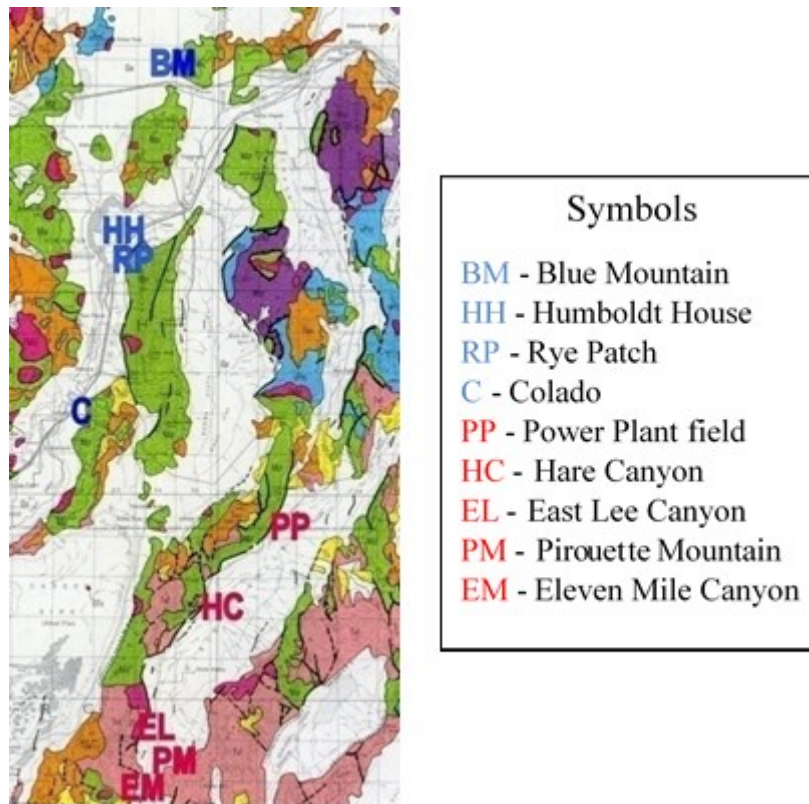 BM
HH
RP
C
PP
HC
EL
PM
EM
Symbols
BM - Blue Mountain
HH - Humboldt House
RP - Rye Patch
C - Colado
PP - Power Plant field
HC - Hare Canyon
EL - East Lee Canyon
PM - Pirouette Mountain
EM - Eleven Mile Canyon